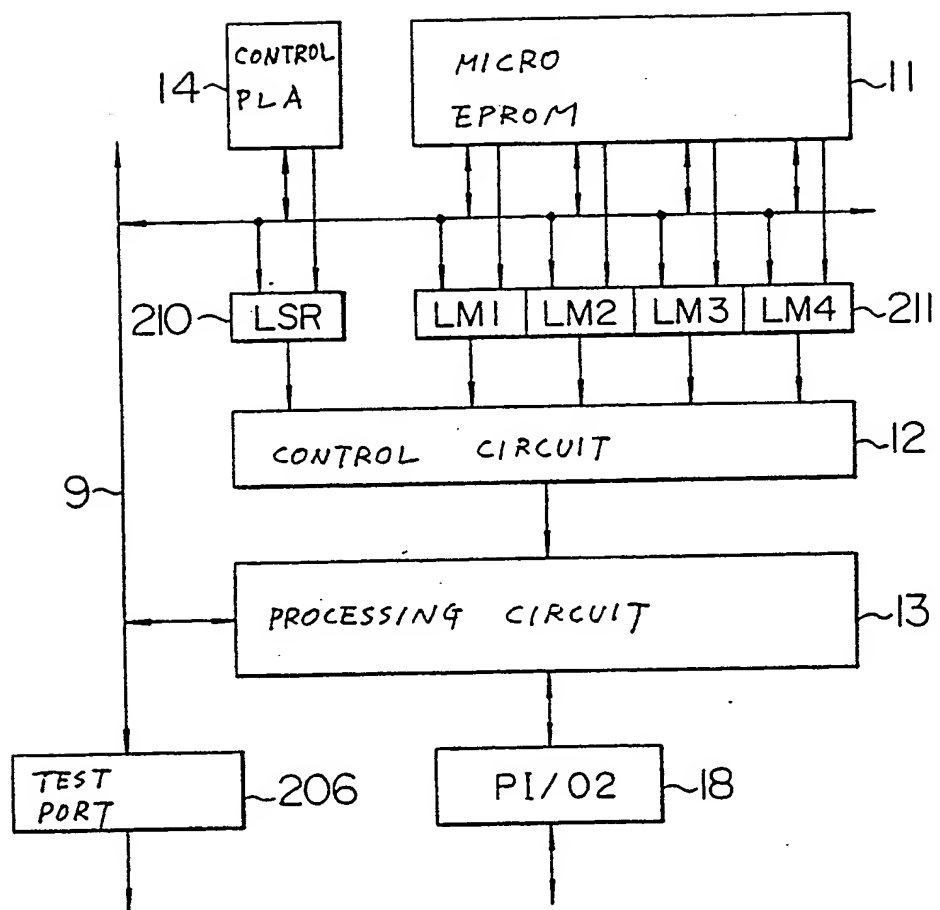 CONTROL
PLA
14
MICRO
EPROM
11
210
LSR
LM1
LM2
LM3
LM4
211
CONTROL CIRCUIT
12
9
PROCESSING CIRCUIT
13
TEST
PORT
206
PI/O2
18